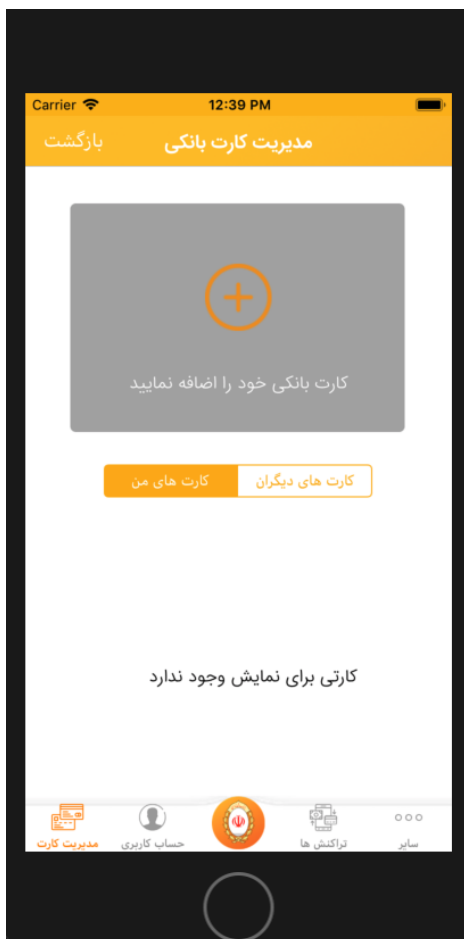 Carrier 12:39 PM
مدیریت کارت بانکی بازگشت
کارت بانکی خود را اضافه نمایید
کارت های دیگران کارت های من
کارتی برای نمایش وجود ندارد
سایر تراکنش ها حساب کاربری مدیریت کارت